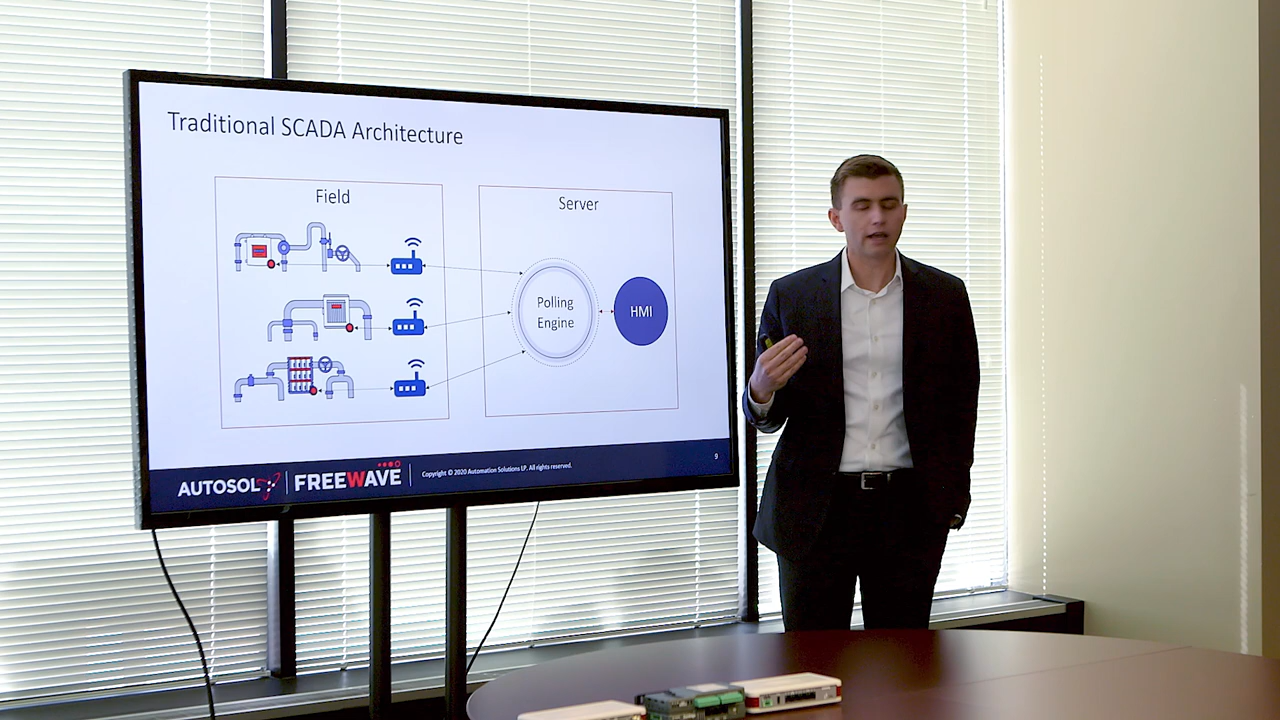 Traditional SCADA Architecture
Field
Server
Polling
Engine
HMI
AUTOSOL
FREEWAVE
Copyright © 2020 Automation Solutions LP. All rights reserved.
9